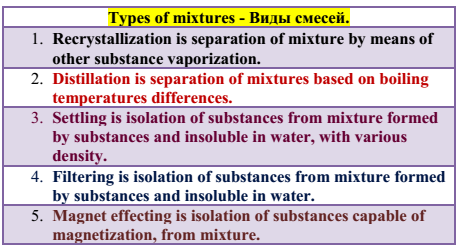 Types of mixtures - Виды смесей.
1. Recrystallization is separation of mixture by means of
other substance vaporization.
2. Distillation is separation of mixtures based on boiling
temperatures differences.
3. Settling is isolation of substances from mixture formed
by substances and insoluble in water, with various
density.
4. Filtering is isolation of substances from mixture formed
by substances and insoluble in water.
5. Magnet effecting is isolation of substances capable of
magnetization, from mixture.